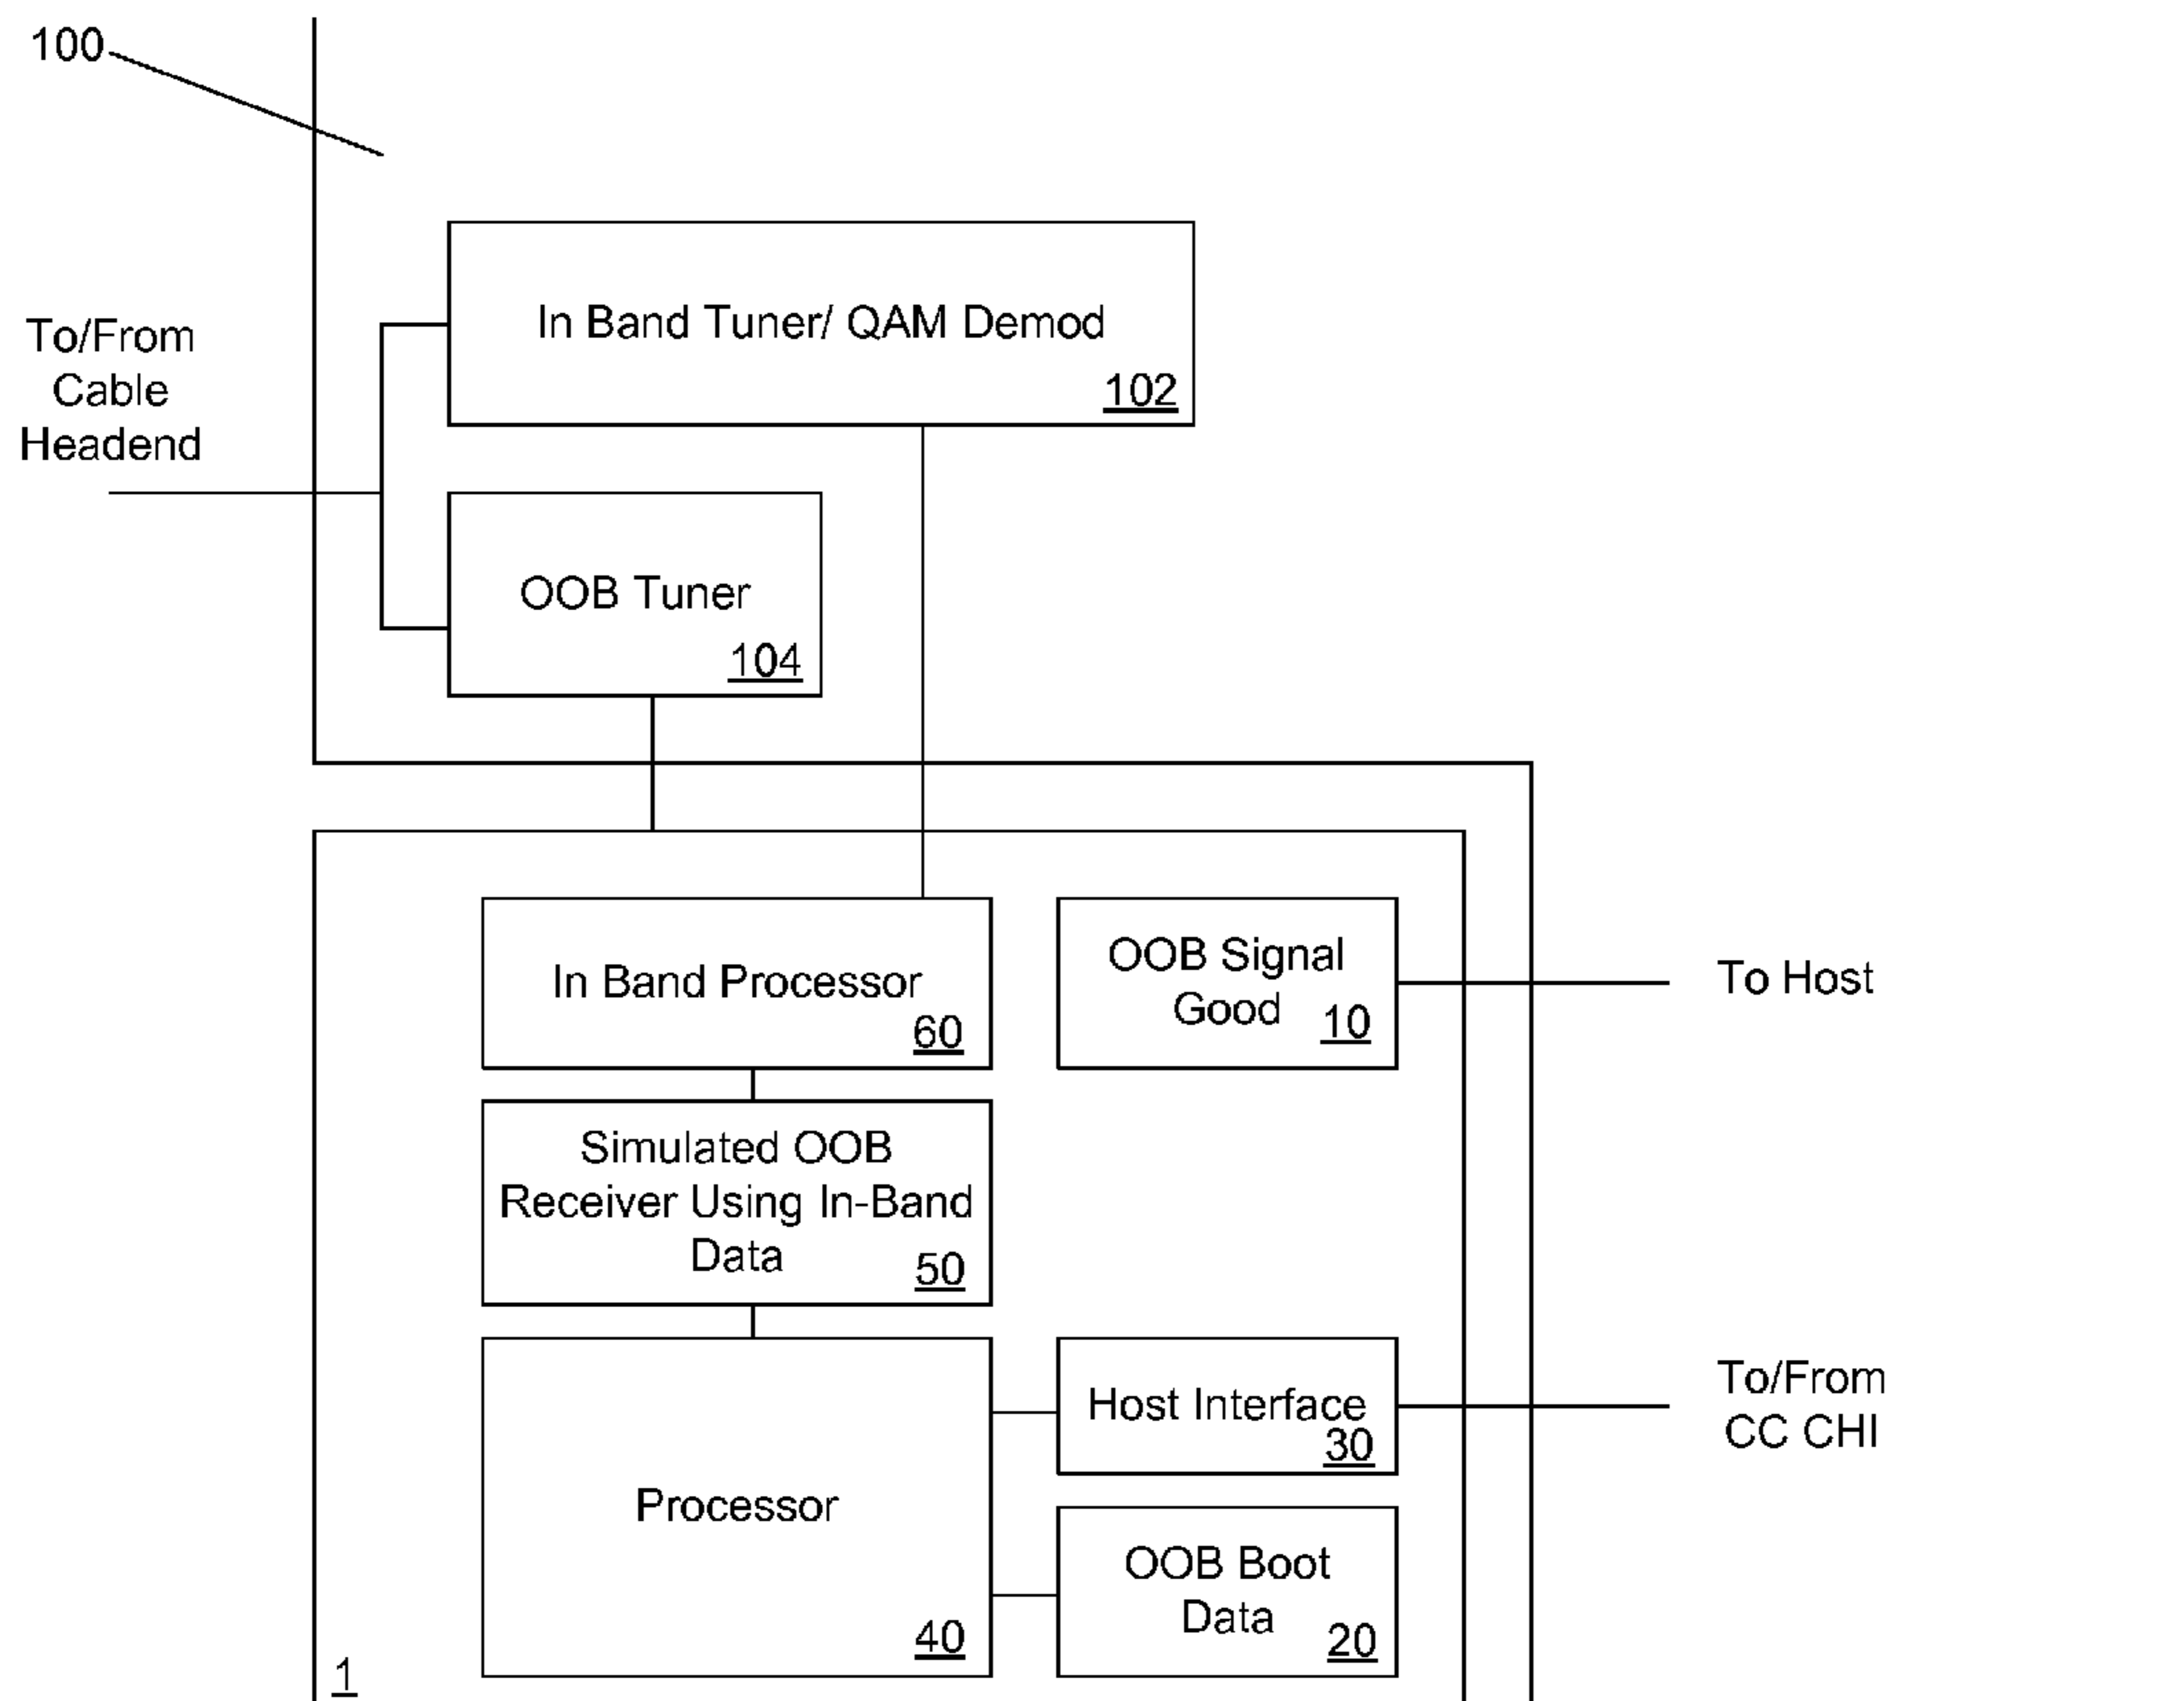 100
In Band Tuner/ QAM Demod
102
To/From
Cable
Headend
OOB Tuner
104
In Band Processor
60
OOB Signal
Good
10
To Host
Simulated OOB
Receiver Using In-Band
Data
50
Processor
40
Host Interface
30
To/From
CC CHI
OOB Boot
Data
20
1